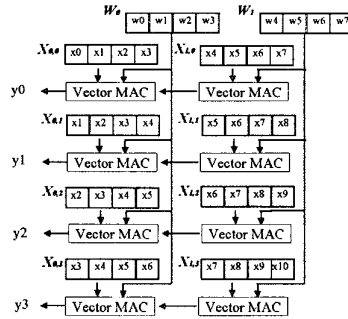 W0 w0 w1 w2 w3 W1 w4 w5 w6 w7
X0,0 x0 x1 x2 x3 X1,0 x4 x5 x6 x7
y0 Vector MAC Vector MAC
X0,1 x1 x2 x3 x4 X1,1 x5 x6 x7 x8
y1 Vector MAC Vector MAC
X0,2 x2 x3 x4 x5 X1,2 x6 x7 x8 x9
y2 Vector MAC Vector MAC
X0,3 x3 x4 x5 x6 X1,3 x7 x8 x9 x10
y3 Vector MAC Vector MAC